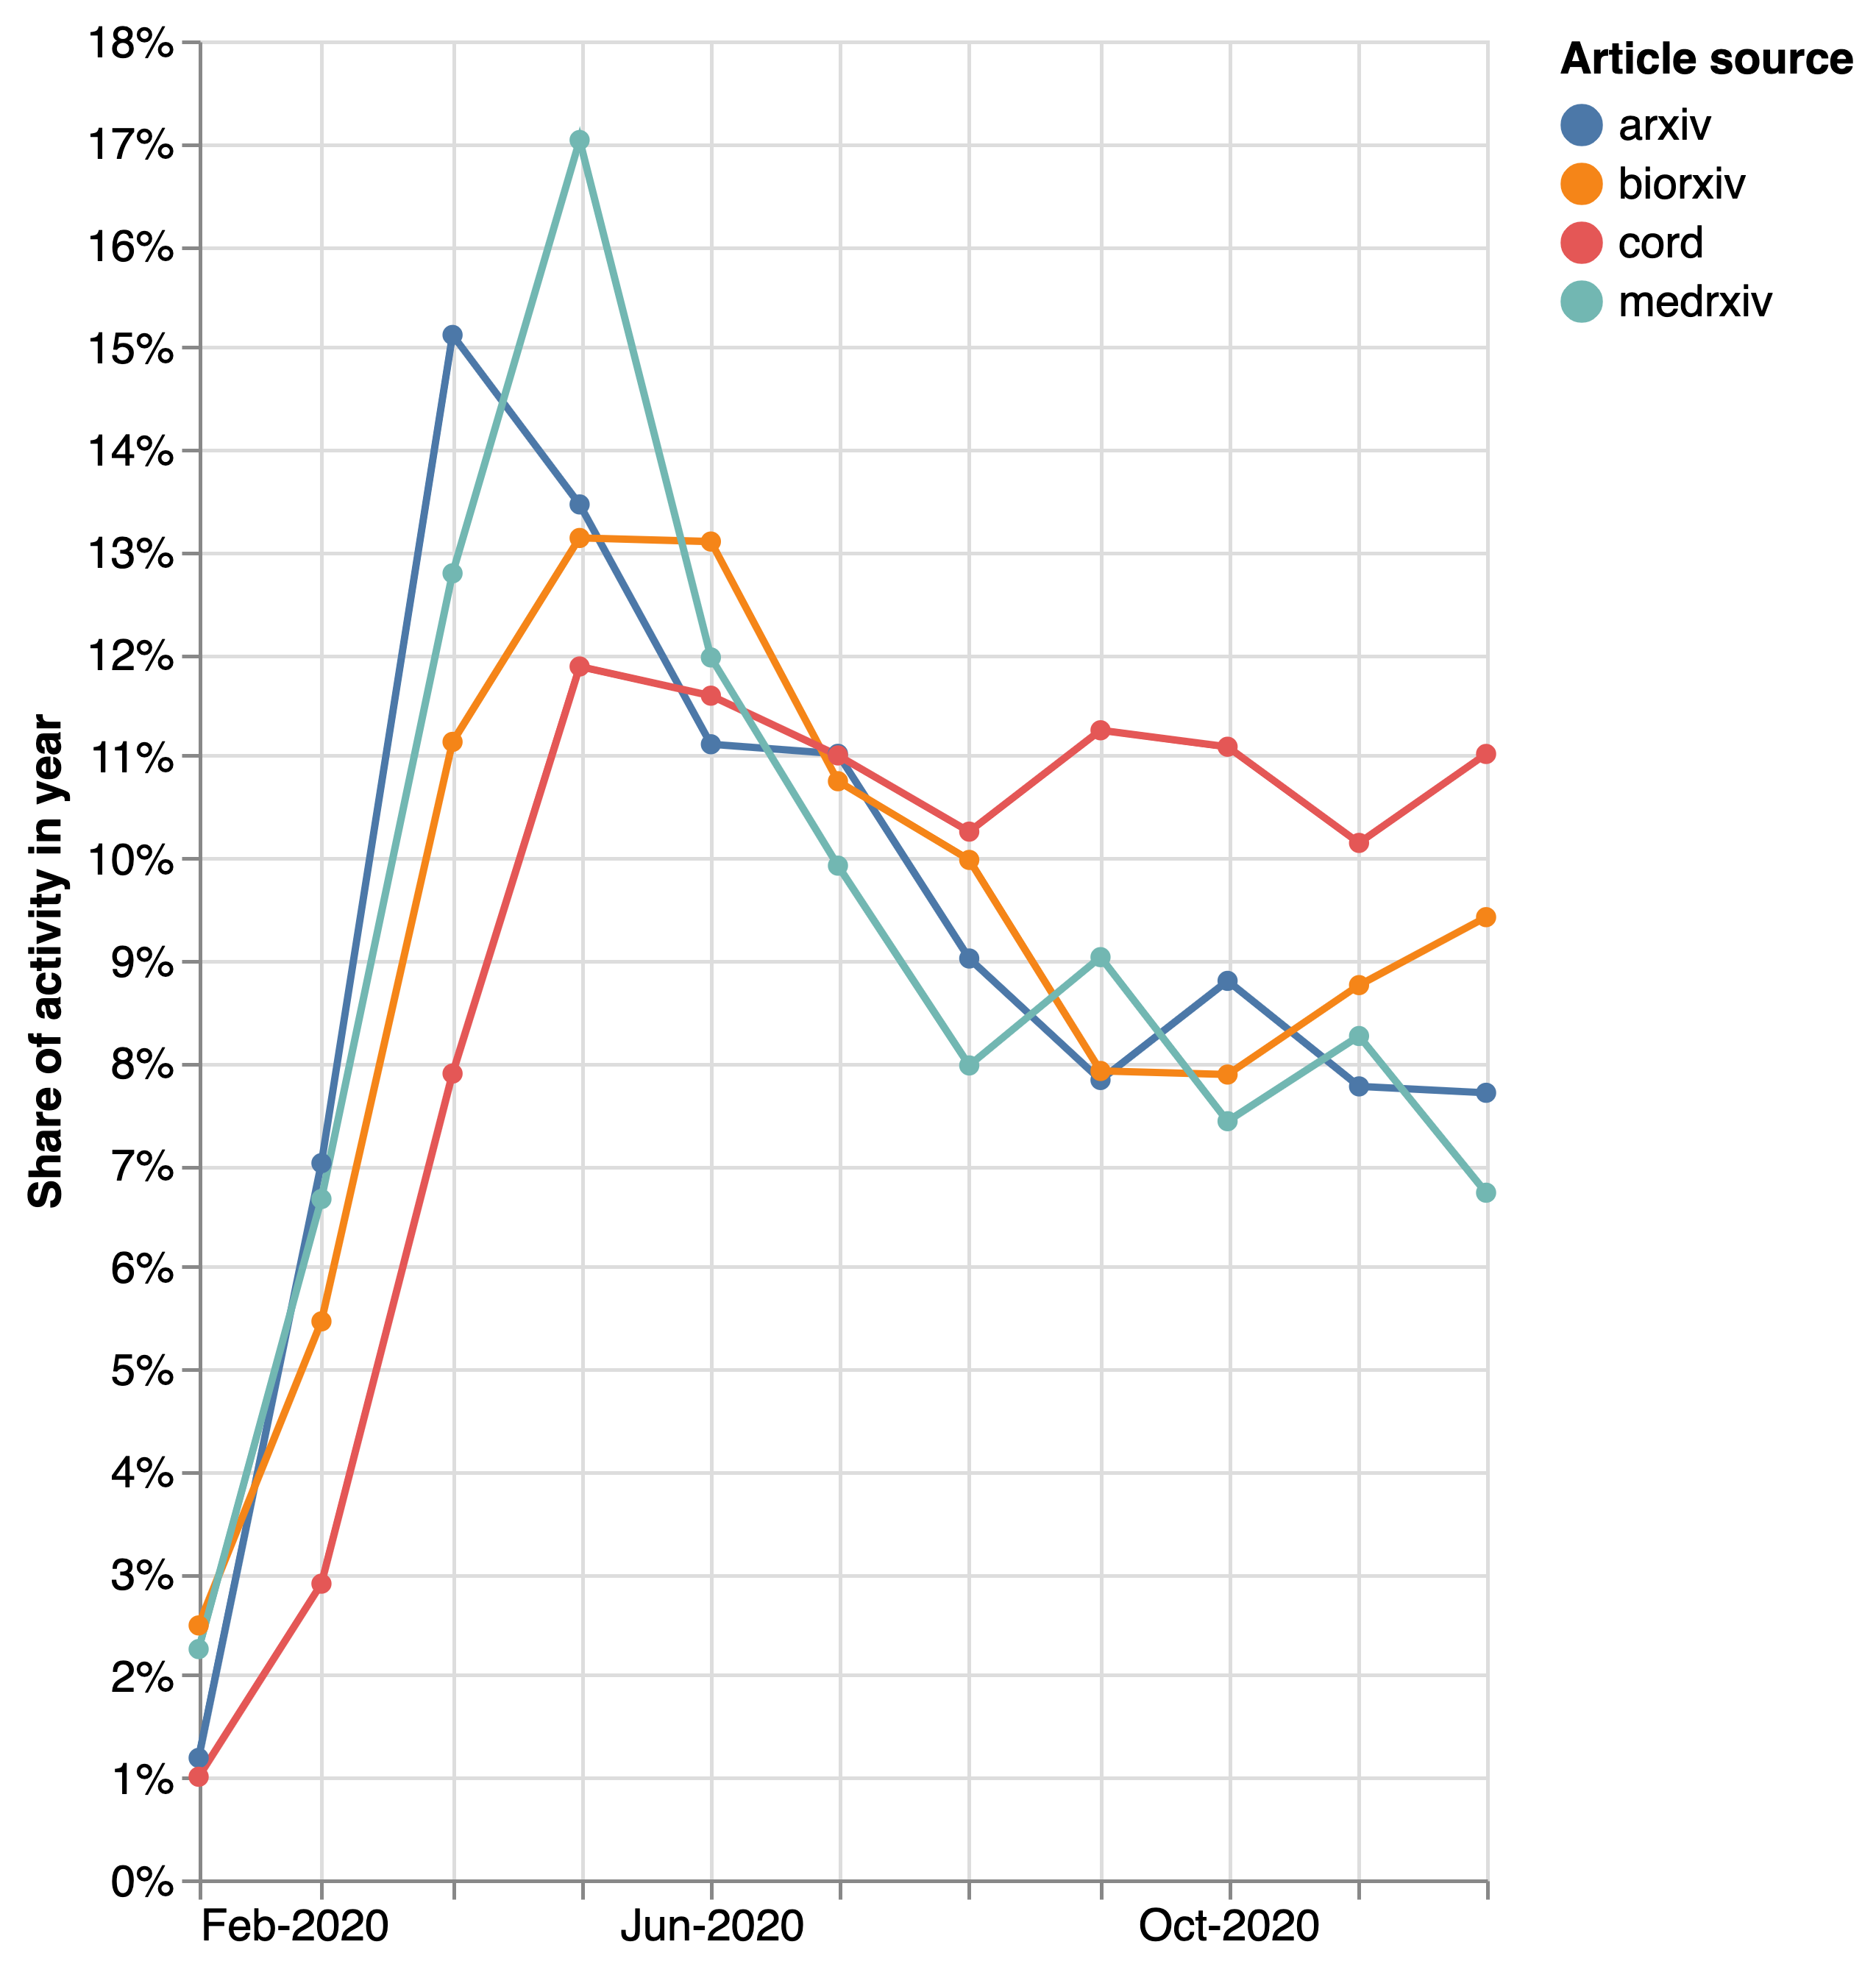 18%
17%
16%
15%
14%
13%
12%
11%
10%
9%
8%
7%
6%
5%
4%
3%
2%
1%
0%
Share of activity in year
Feb-2020 Jun-2020 Oct-2020
Article source
arxiv
biorxiv
cord
medrxiv